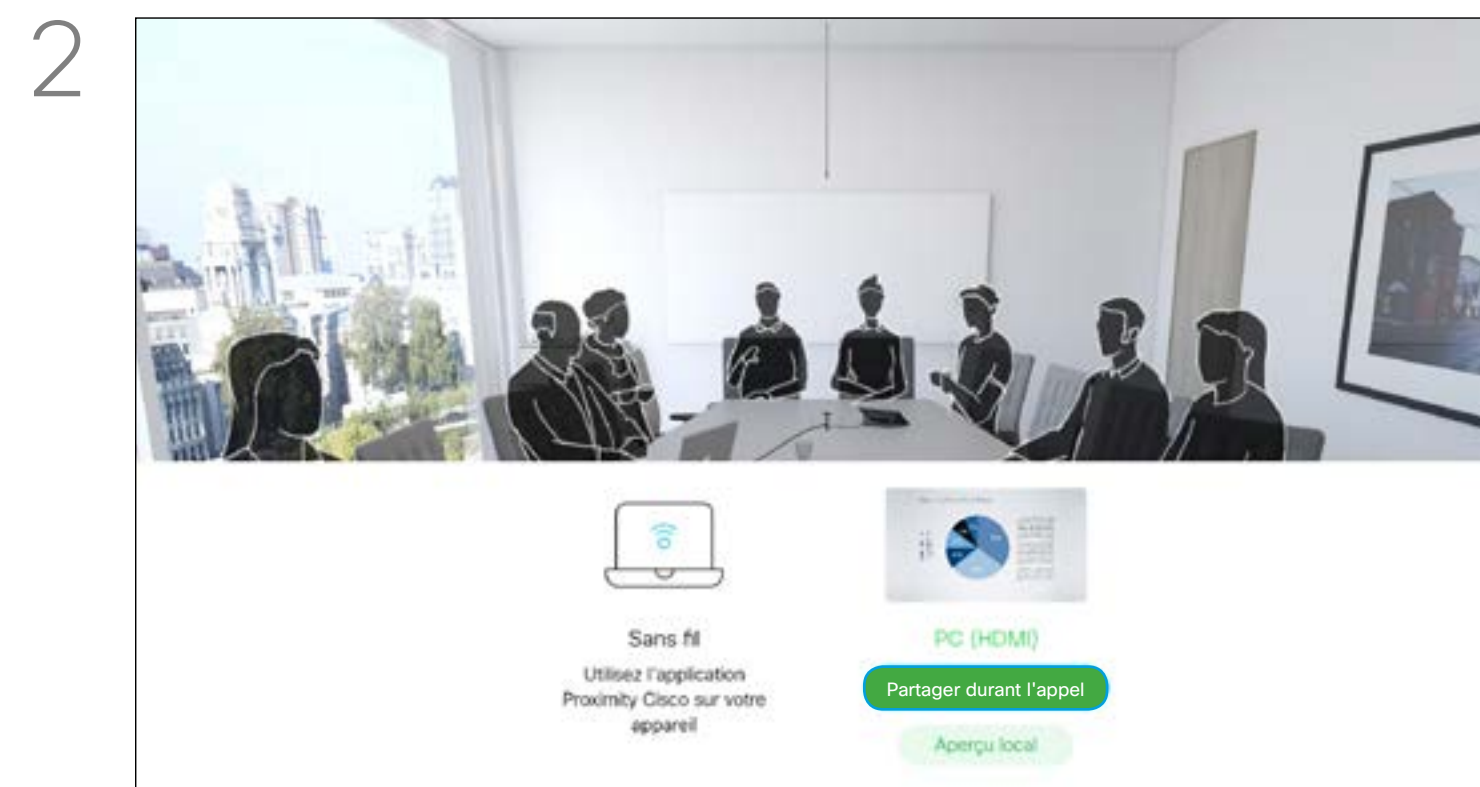 2
Sans fil
Utilisez l'application
Proximity Cisco sur votre
appareil
PC (HDMI)
Partager durant l'appel
Aperçu local